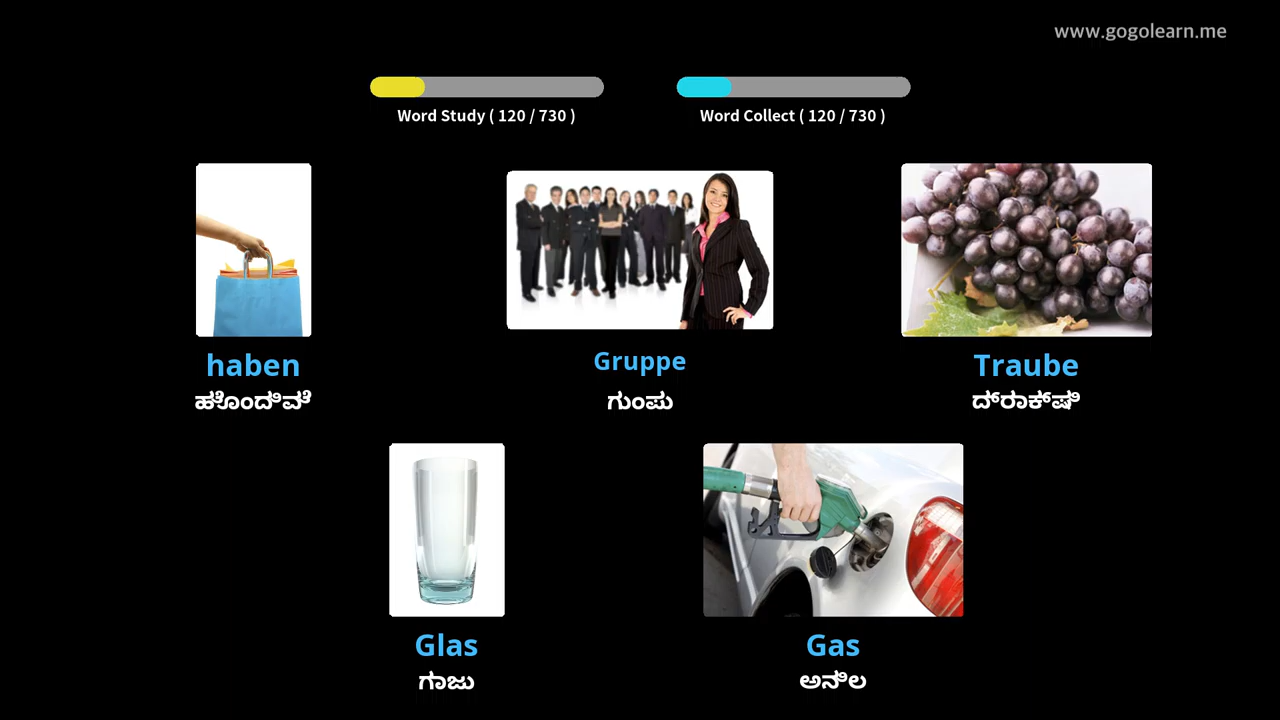 www.gogolearn.me
Word Study ( 120 / 730 )
Word Collect ( 120 / 730 )
haben
ಹೊಂದಿವೆ
Gruppe
ಗುಂಪು
Traube
ದ್ರಾಕ್ಷಿ
Glas
ಗಾಜು
Gas
ಅನಿಲ